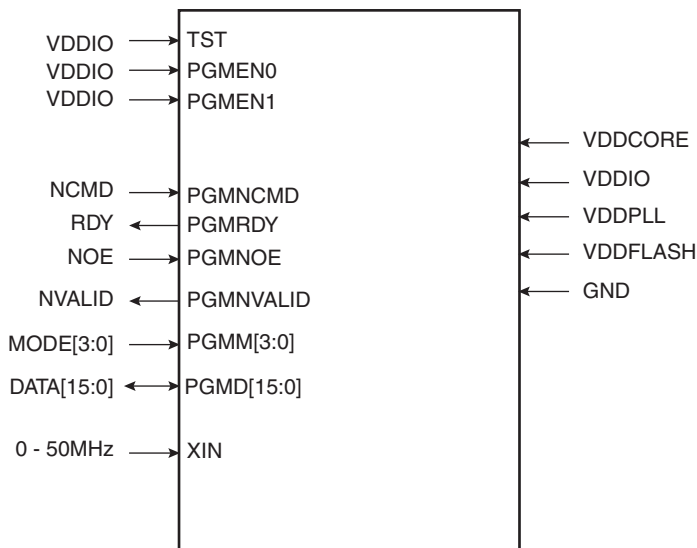 VDDIO TST
VDDIO PGMEN0
VDDIO PGMEN1
VDDCORE
VDDIO
NCMD PGMNCMD
VDDPLL
RDY PGMRDY
VDDFLASH
NOE PGMNOE
GND
NVALID PGMNVALID
MODE[3:0] PGMM[3:0]
DATA[15:0] PGMD[15:0]
0 - 50MHz XIN